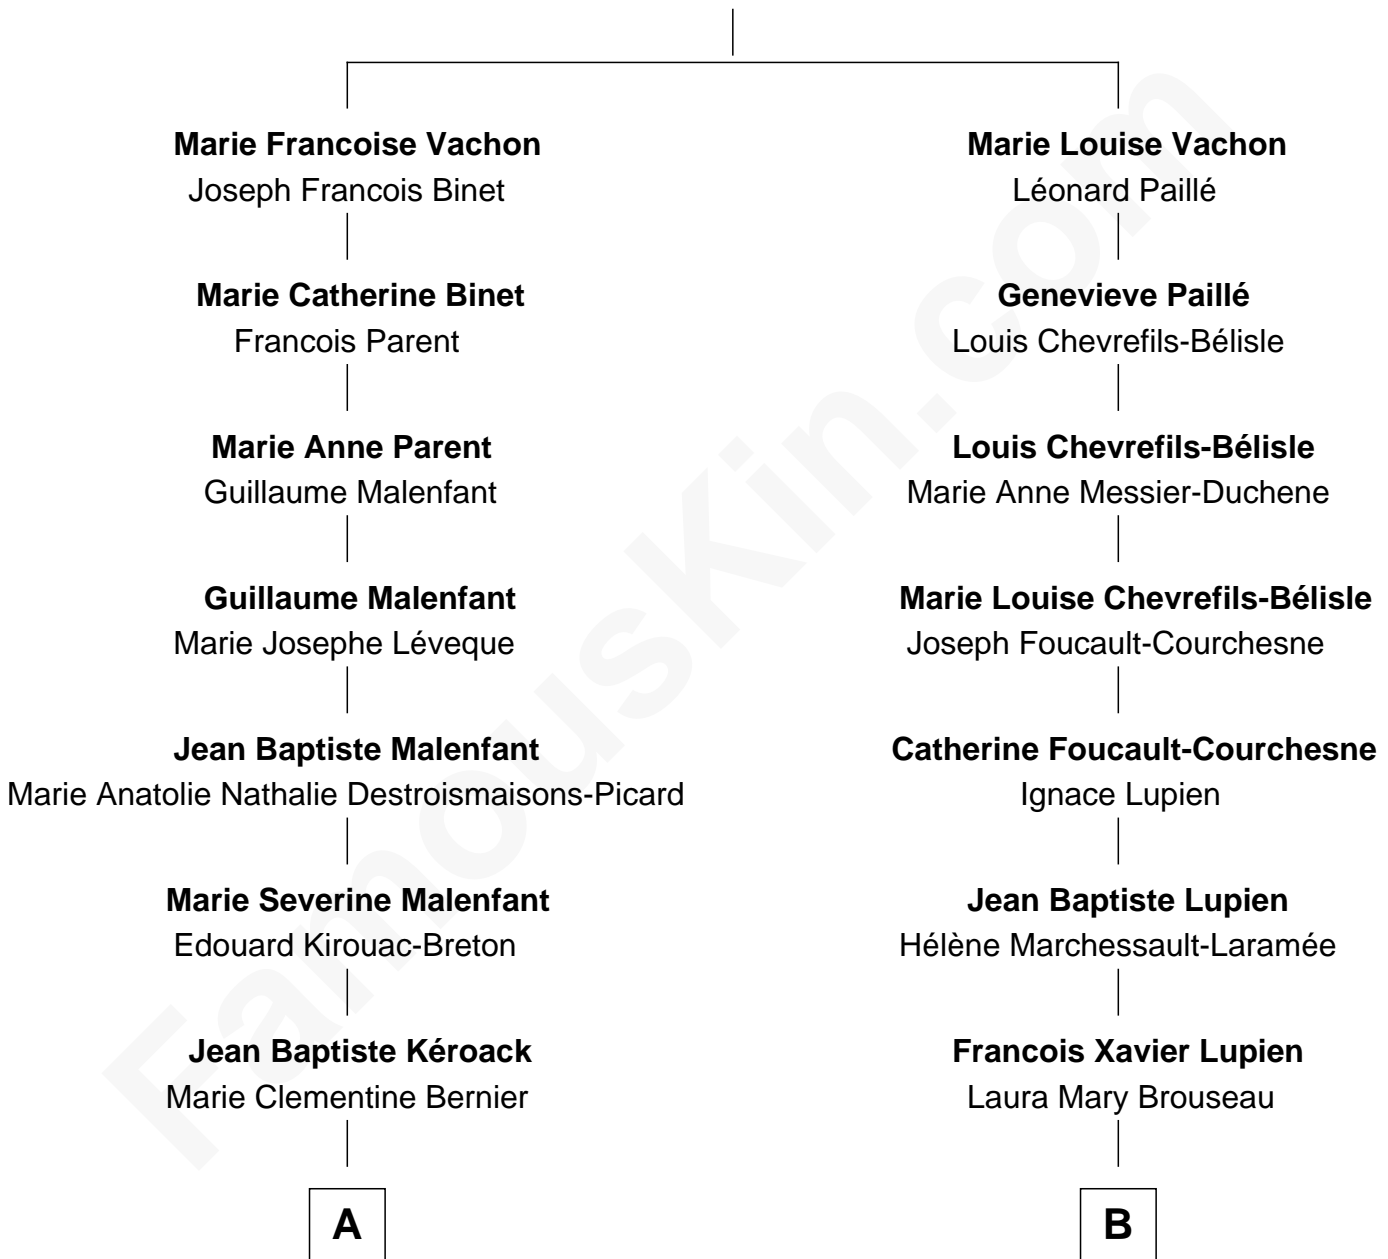 Marie Francoise Vachon
Joseph Francois Binet
Marie Catherine Binet
Francois Parent
Marie Anne Parent
Guillaume Malenfant
Guillaume Malenfant
Marie Josephe Léveque
Jean Baptiste Malenfant
Marie Anatolie Nathalie Destroismaisons-Picard
Marie Severine Malenfant
Edouard Kirouac-Breton
Jean Baptiste Kéroack
Marie Clementine Bernier
A
Marie Louise Vachon
Léonard Paillé
Genevieve Paillé
Louis Chevrefils-Bélisle
Louis Chevrefils-Bélisle
Marie Anne Messier-Duchene
Marie Louise Chevrefils-Bélisle
Joseph Foucault-Courchesne
Catherine Foucault-Courchesne
Ignace Lupien
Jean Baptiste Lupien
Hélène Marchessault-Laramée
Francois Xavier Lupien
Laura Mary Brouseau
B
FamousKin.com